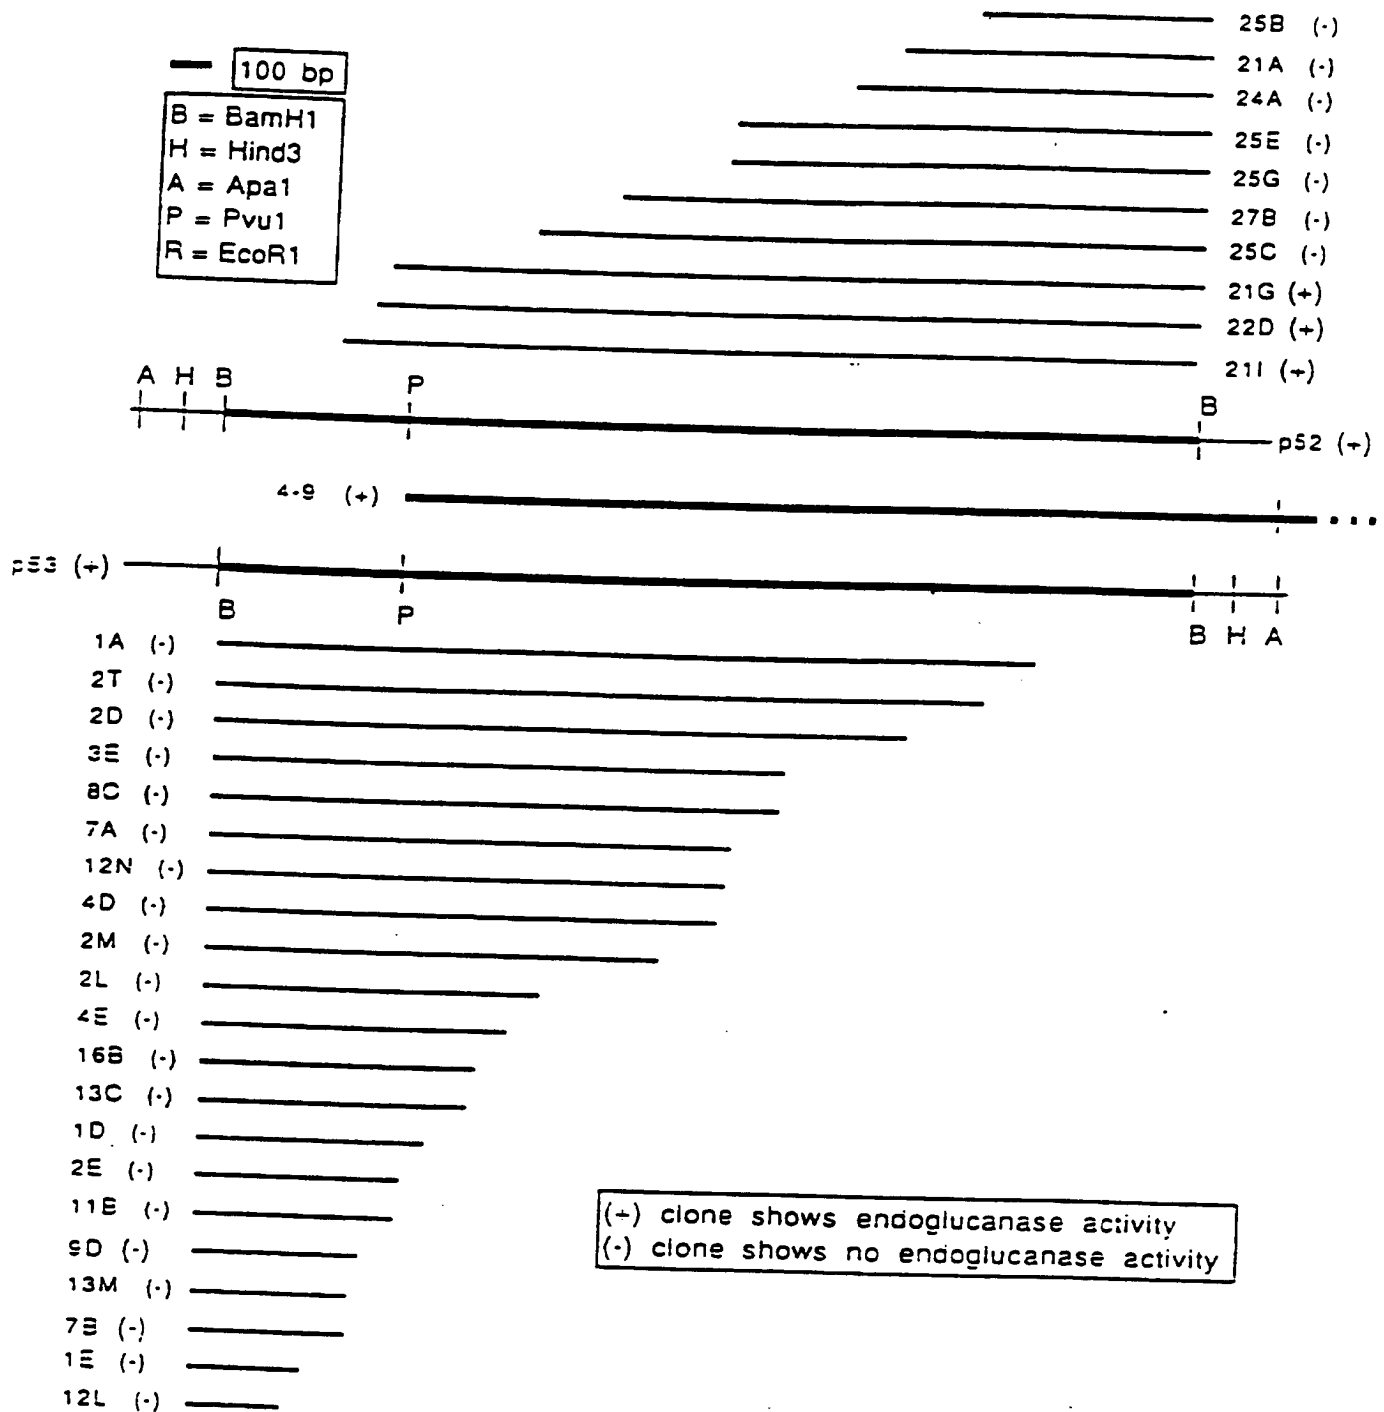 25B (-)
100 bp
21A (-)
24A (-)
B = BamH1
H = Hind3
A = Apa1
P = Pvu1
R = EcoR1
25E (-)
25G (-)
27B (-)
25C (-)
21G (+)
22D (+)
21I (+)
A H B P B
p52 (+)
4-9 (+)
p53 (+)
B P B H A
1A (-)
2T (-)
2D (-)
3E (-)
8C (-)
7A (-)
12N (-)
4D (-)
2M (-)
2L (-)
4E (-)
16B (-)
13C (-)
1D (-)
2E (-)
11E (-)
9D (-)
13M (-)
7B (-)
1E (-)
12L (-)
(+) clone shows endoglucanase activity
(-) clone shows no endoglucanase activity